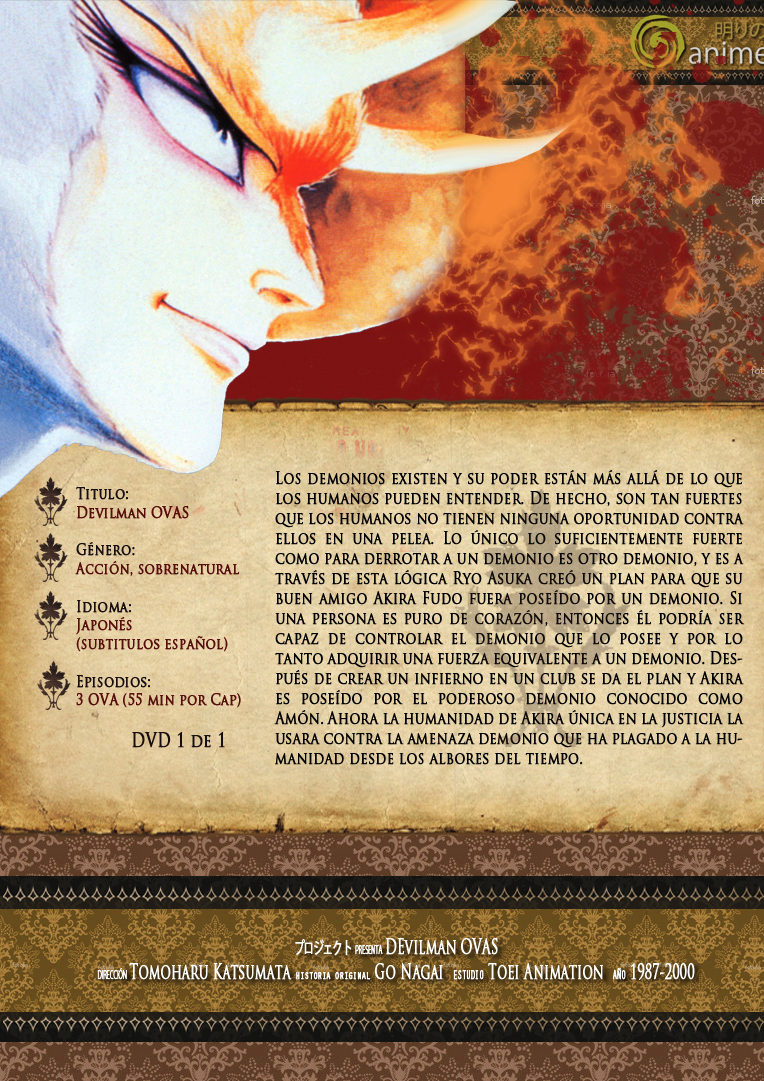 明りの
anime
Titulo:
Devilman OVAS
Género:
Acción, sobrenatural
Idioma:
Japonés
(subtitulos español)
Episodios:
3 OVA (55 min por Cap)
DVD 1 de 1
Los demonios existen y su poder están más allá de lo que
los humanos pueden entender. De hecho, son tan fuertes
que los humanos no tienen ninguna oportunidad contra
ellos en una pelea. Lo único lo suficientemente fuerte
como para derrotar a un demonio es otro demonio, y es a
través de esta lógica Ryo Asuka creó un plan para que su
buen amigo Akira Fudo fuera poseído por un demonio. Si
una persona es puro de corazón, entonces él podría ser
capaz de controlar el demonio que lo posee y por lo
tanto adquirir una fuerza equivalente a un demonio. Des-
pués de crear un infierno en un club se da el plan y Akira
es poseído por el poderoso demonio conocido como
Amón. Ahora la humanidad de Akira única en la justicia la
usara contra la amenaza demonio que ha plagado a la hu-
manidad desde los albores del tiempo.
プロジェクト presenta DEvilman OVAS
dirección Tomoharu Katsumata historia original Go Nagai estudio Toei Animation año 1987-2000